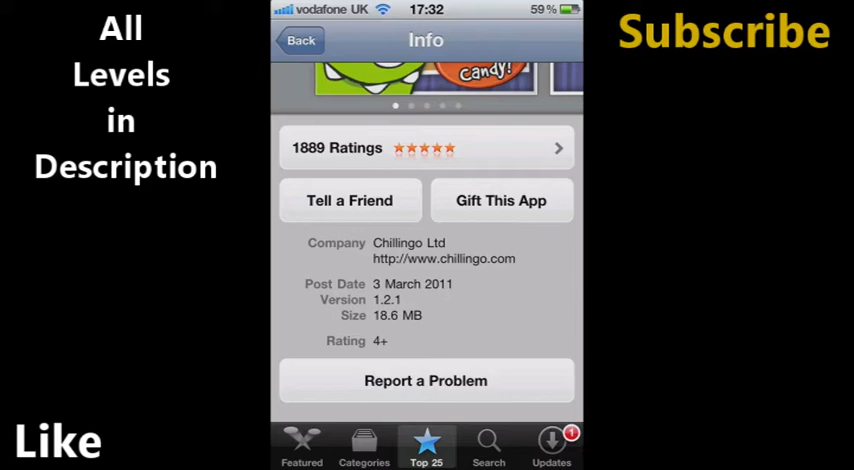 All
Levels
in
Description
Like
Subscribe
vodafone UK 17:32 59%
Back Info
Candy!
1889 Ratings
Tell a Friend Gift This App
Company Chillingo Ltd
http://www.chillingo.com
Post Date 3 March 2011
Version 1.2.1
Size 18.6 MB
Rating 4+
Report a Problem
1
Featured Categories Top 25 Search Updates